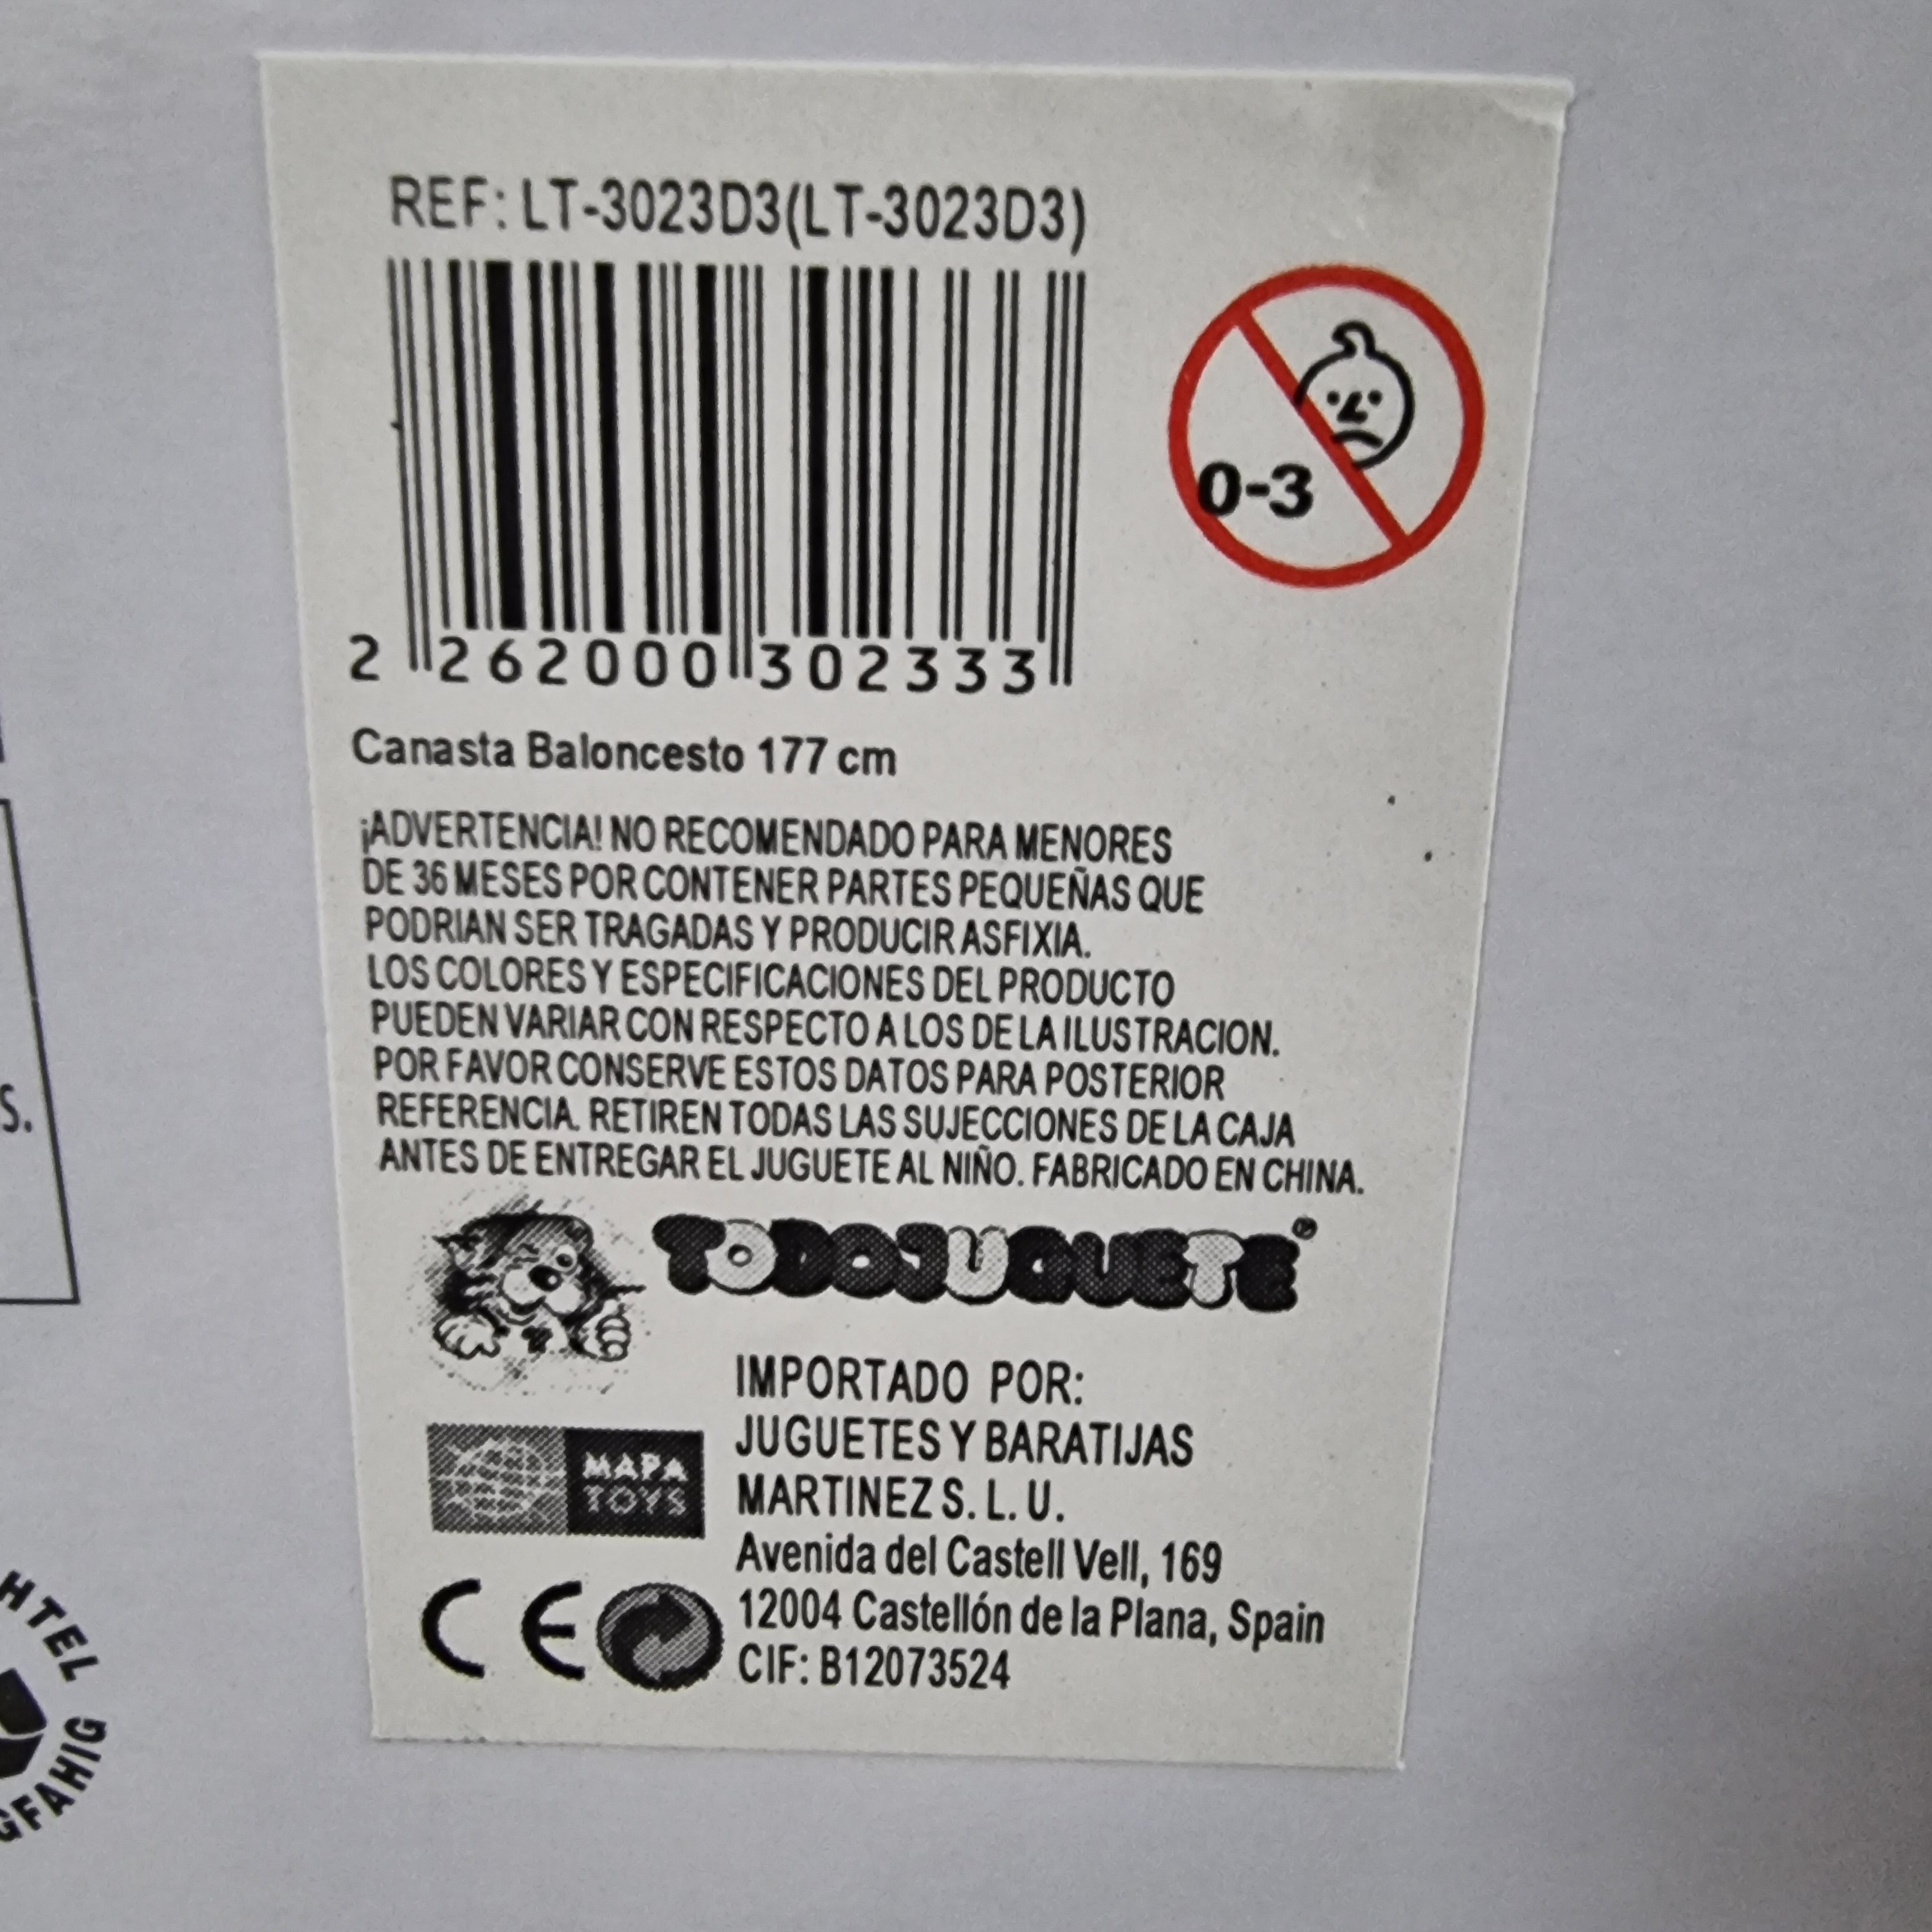 REF: LT-3023D3(LT-3023D3)
0-3
2 262000 302333
Canasta Baloncesto 177 cm
¡ADVERTENCIA! NO RECOMENDADO PARA MENORES
DE 36 MESES POR CONTENER PARTES PEQUEÑAS QUE
PODRIAN SER TRAGADAS Y PRODUCIR ASFIXIA.
LOS COLORES Y ESPECIFICACIONES DEL PRODUCTO
PUEDEN VARIAR CON RESPECTO A LOS DE LA ILUSTRACION.
POR FAVOR CONSERVE ESTOS DATOS PARA POSTERIOR
REFERENCIA. RETIREN TODAS LAS SUJECCIONES DE LA CAJA
ANTES DE ENTREGAR EL JUGUETE AL NIÑO. FABRICADO EN CHINA.
TODOJUGUETE®
IMPORTADO POR:
JUGUETES Y BARATIJAS
MARTINEZ S. L. U.
MAPA
TOYS
Avenida del Castell Vell, 169
12004 Castellón de la Plana, Spain
CIF: B12073524
CE
S.
HTEL
GFAHIG